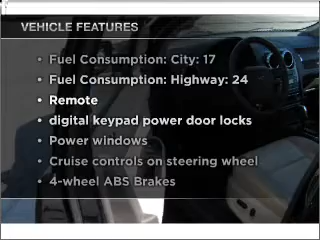 VEHICLE FEATURES
• Fuel Consumption: City: 17
• Fuel Consumption: Highway: 24
• Remote
• digital keypad power door locks
• Power windows
• Cruise controls on steering wheel
• 4-wheel ABS Brakes